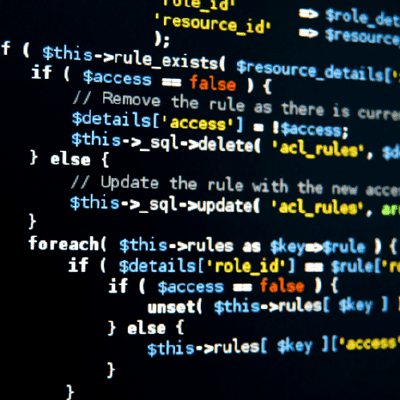 'role_id' => $role_det
'resource_id' => $resource
);
f ( $this->rule_exists( $resource_details['
if ( $access == false ) {
// Remove the rule as there is curre
$details['access'] = !$access;
$this->_sql->delete( 'acl_rules', $d
} else {
// Update the rule with the new acce
$this->_sql->update( 'acl_rules', ar
}
foreach( $this->rules as $key=>$rule ) {
if ( $details['role_id'] == $rule['r
if ( $access == false ) {
unset( $this->rules[ $key ]
} else {
$this->rules[ $key ]['access'
}
}